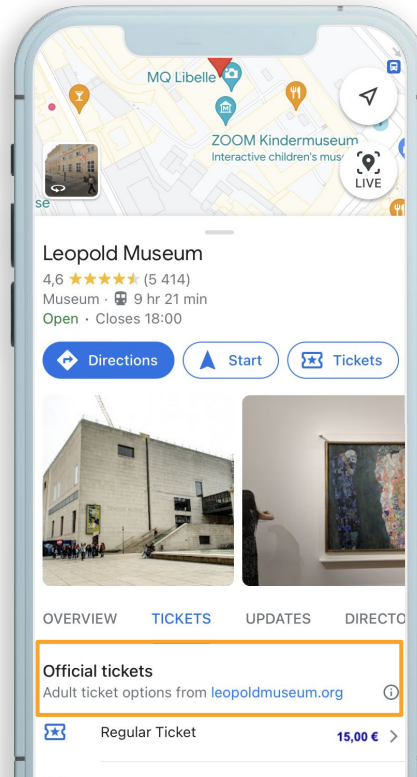 MQ Libelle
ZOOM Kindermuseum
Interactive children's mus
LIVE
se
Leopold Museum
4,6 (5 414)
Museum · 9 hr 21 min
Open · Closes 18:00
Directions
Start
Tickets
OVERVIEW TICKETS UPDATES DIRECTO
Official tickets
Adult ticket options from leopoldmuseum.org
Regular Ticket 15,00 €